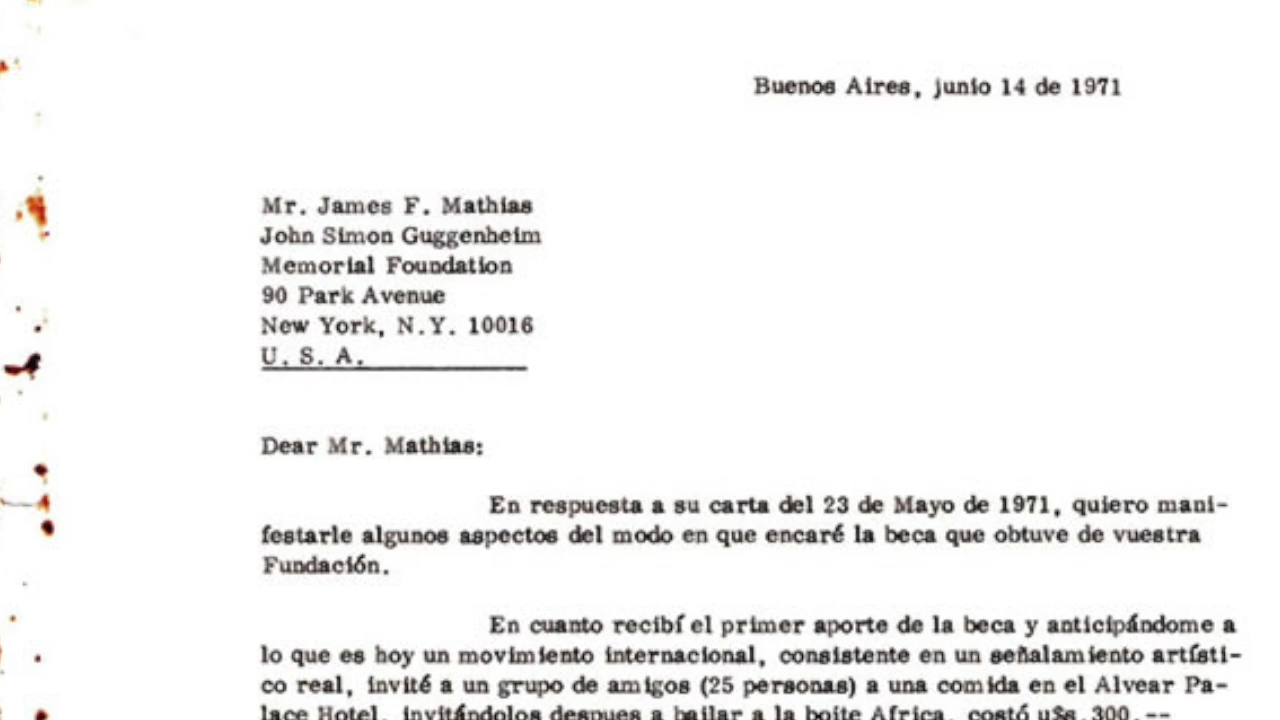 Buenos Aires, junio 14 de 1971
Mr. James F. Mathias
John Simon Guggenheim
Memorial Foundation
90 Park Avenue
New York, N.Y. 10016
U. S. A.
Dear Mr. Mathias:
En respuesta a su carta del 23 de Mayo de 1971, quiero mani-
festarle algunos aspectos del modo en que encaré la beca que obtuve de vuestra
Fundación.
En cuanto recibí el primer aporte de la beca y anticipándome a
lo que es hoy un movimiento internacional, consistente en un señalamiento artísti-
co real, invité a un grupo de amigos (25 personas) a una comida en el Alvear Pa-
lace Hotel, invitándolos despues a bailar a la boite Africa, costó u$s.300.--